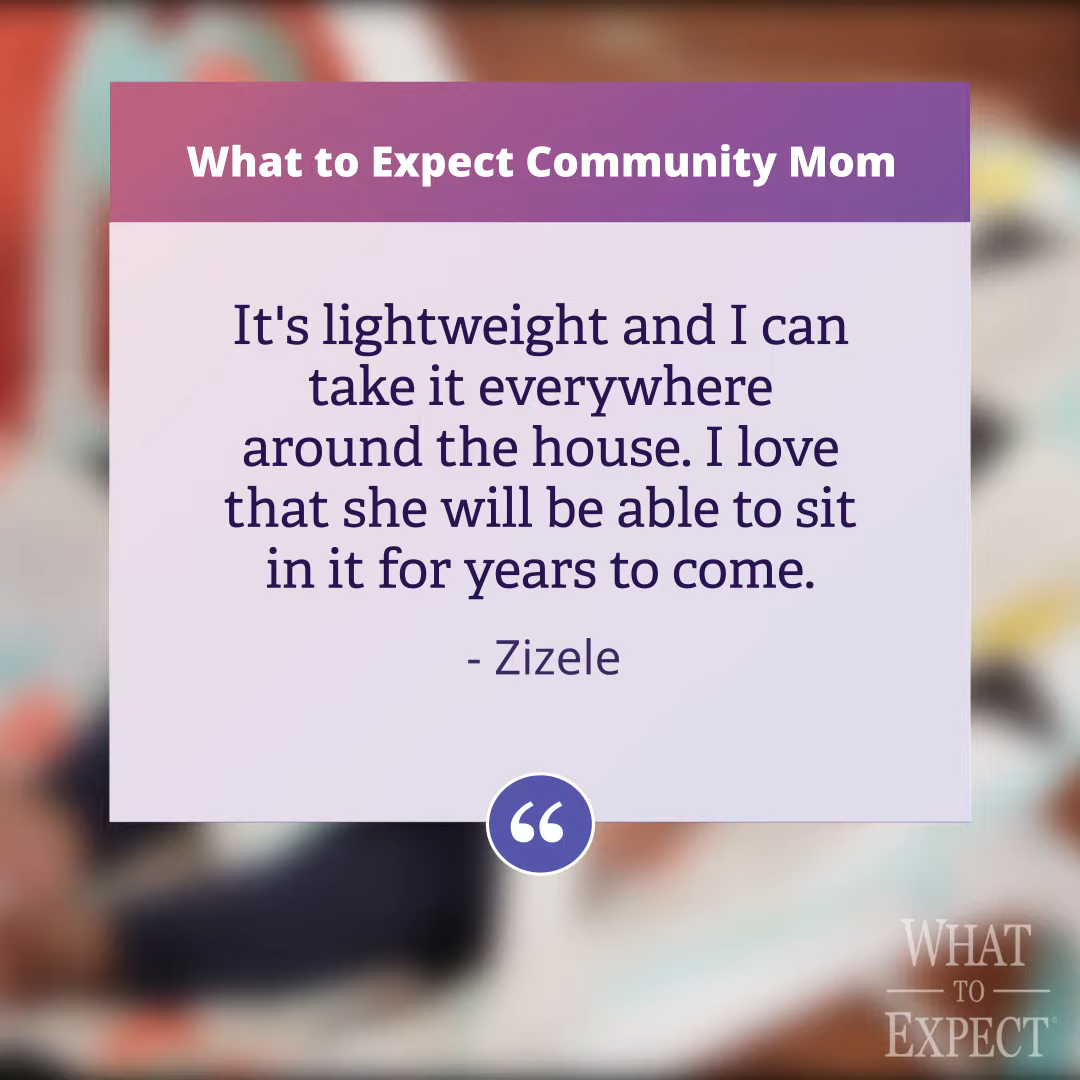 What to Expect Community Mom
It's lightweight and I can
take it everywhere
around the house. I love
that she will be able to sit
in it for years to come.
- Zizele
“
WHAT
TO
EXPECT®